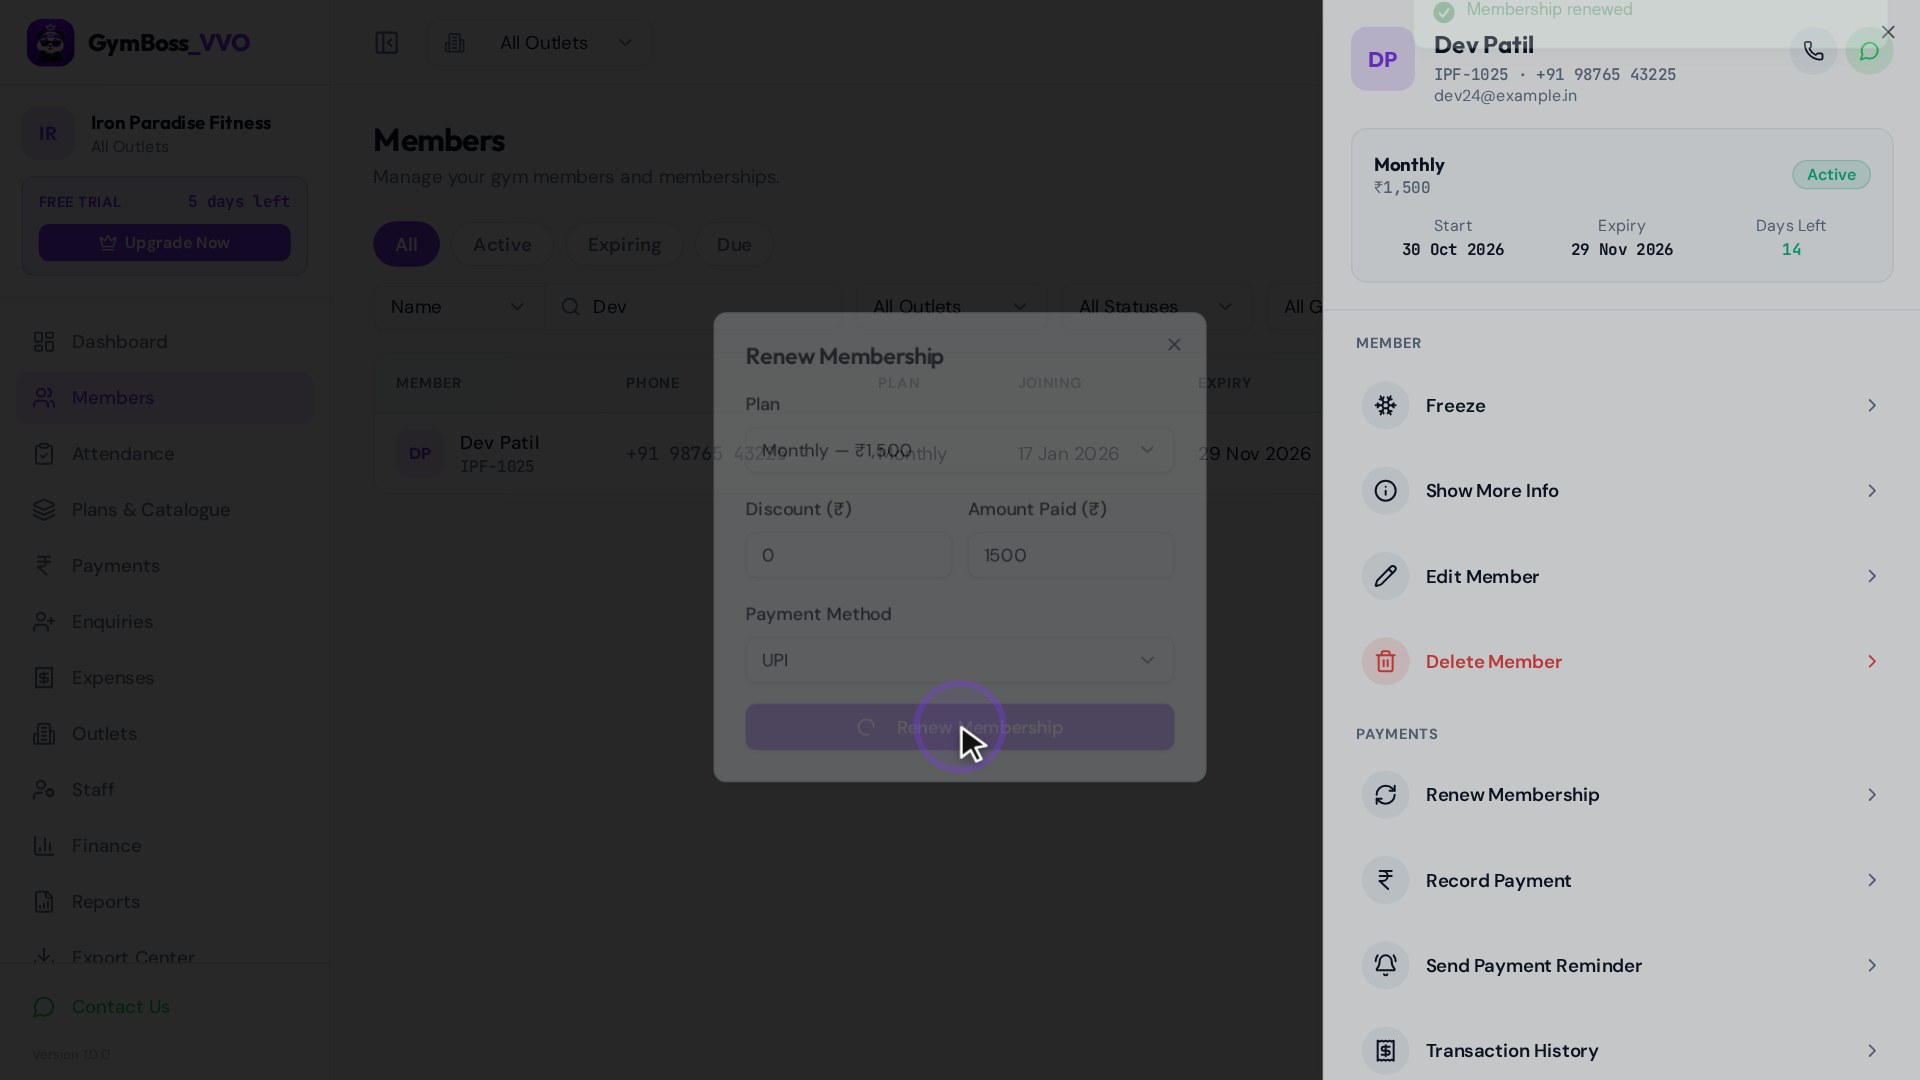 GymBoss_VVO
All Outlets
IR
Iron Paradise Fitness
All Outlets
FREE TRIAL
5 days left
Upgrade Now
Dashboard
Members
Attendance
Plans & Catalogue
Payments
Enquiries
Expenses
Outlets
Staff
Finance
Reports
Export Center
Contact Us
Version 1.0.0
Members
Manage your gym members and memberships.
All
Active
Expiring
Due
Name
Dev
All Outlets
All Statuses
All G
MEMBER
PHONE
PLAN
JOINING
EXPIRY
DP
Dev Patil
IPF-1025
+91 98765 43225
Monthly
17 Jan 2026
29 Nov 2026
Renew Membership
Plan
Monthly — ₹1,500
Discount (₹)
Amount Paid (₹)
0
1500
Payment Method
UPI
Renew Membership
Membership renewed
DP
Dev Patil
IPF-1025 · +91 98765 43225
dev24@example.in
Monthly
₹1,500
Active
Start
Expiry
Days Left
30 Oct 2026
29 Nov 2026
14
MEMBER
Freeze
Show More Info
Edit Member
Delete Member
PAYMENTS
Renew Membership
Record Payment
Send Payment Reminder
Transaction History